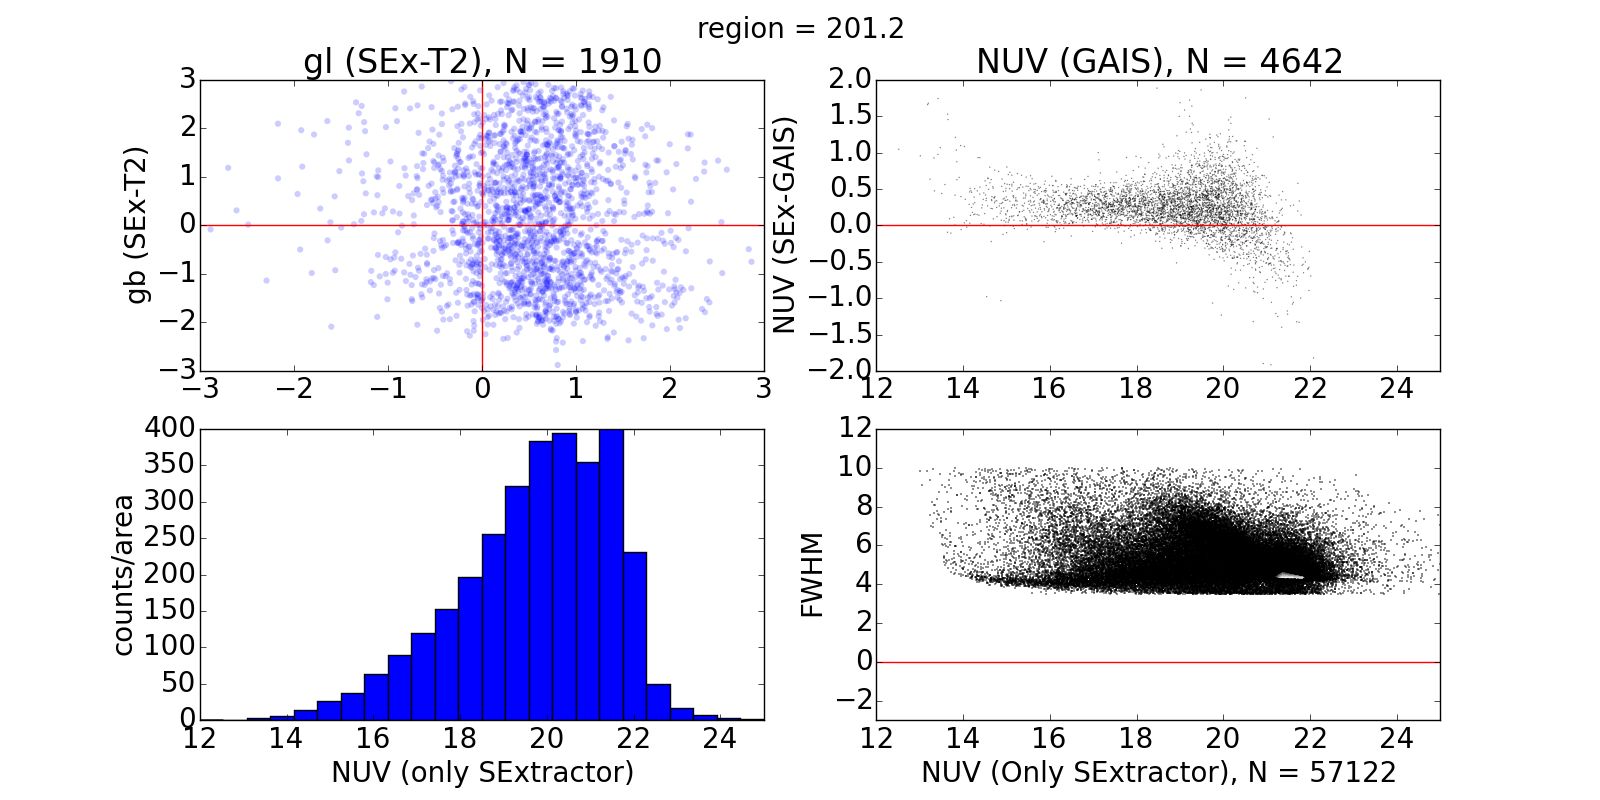 region = 201.2
gl (SEx-T2), N = 1910
gb (SEx-T2)
3
2
1
0
−1
−2
−3
−3 −2 −1 0 1 2 3
NUV (GAIS), N = 4642
NUV (SEx-GAIS)
2.0
1.5
1.0
0.5
0.0
−0.5
−1.0
−1.5
−2.0
12 14 16 18 20 22 24
counts/area
400
350
300
250
200
150
100
50
0
12 14 16 18 20 22 24
NUV (only SExtractor)
FWHM
12
10
8
6
4
2
0
−2
12 14 16 18 20 22 24
NUV (Only SExtractor), N = 57122